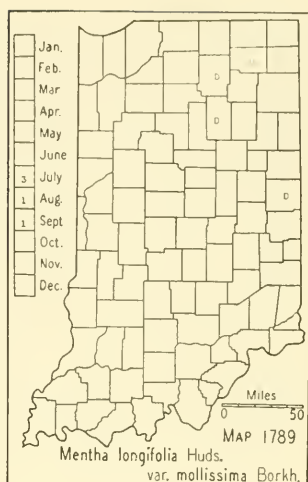 Jan.
Feb.
Mar
Apr.
May
June
3 July
1 Aug.
1 Sept
Oct.
Nov.
Dec.
D
D
D
Miles
0 50
MAP 1789
Mentha longifolia Huds.
var. mollissima Borkh.